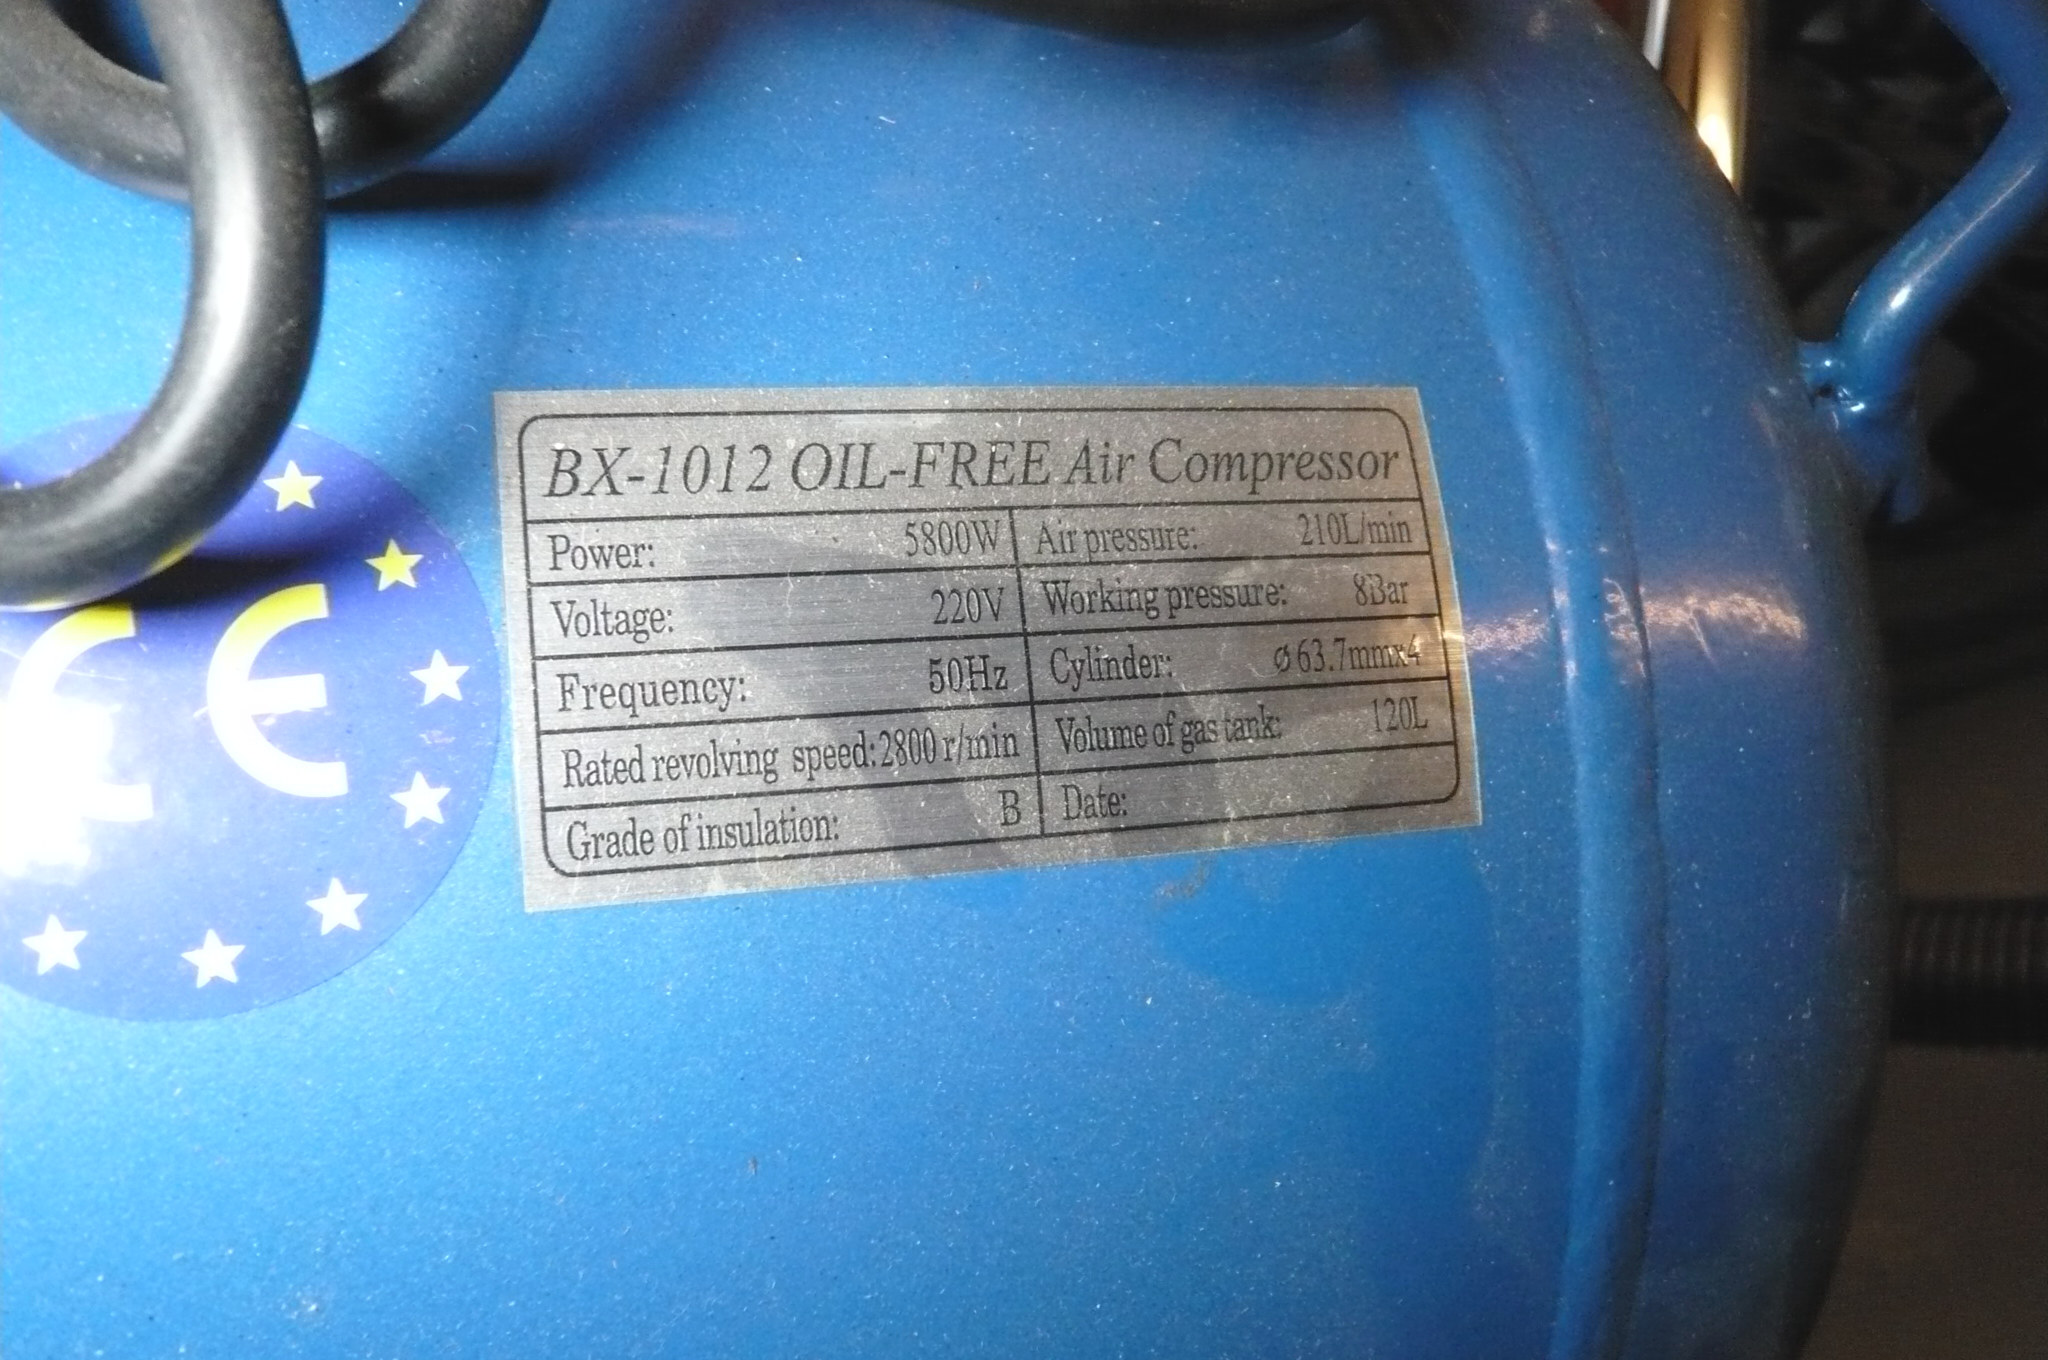 BX-1012 OIL-FREE Air Compressor
Power: 5800W Air pressure: 210L/min
Voltage: 220V Working pressure: 8Bar
Frequency: 50Hz Cylinder: ø63.7mmx4
Rated revolving speed:2800 r/min Volume of gas tank: 120L
Grade of insulation: B Date:
CE